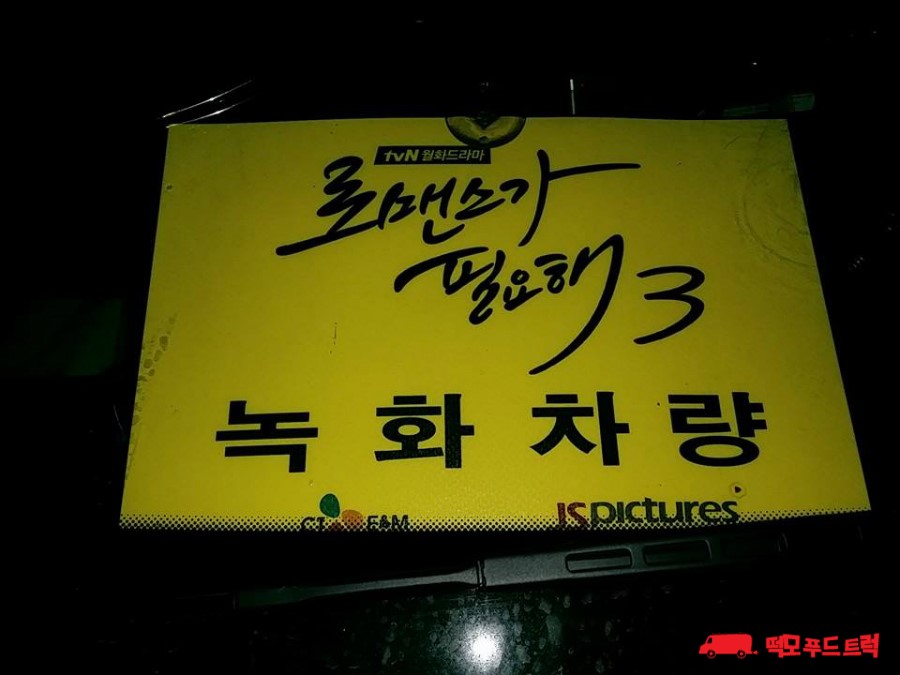 tvN 월화드라마
로맨스가
필요해 3
녹화차량
CJ E&M
JSpictures
떡모푸드트럭